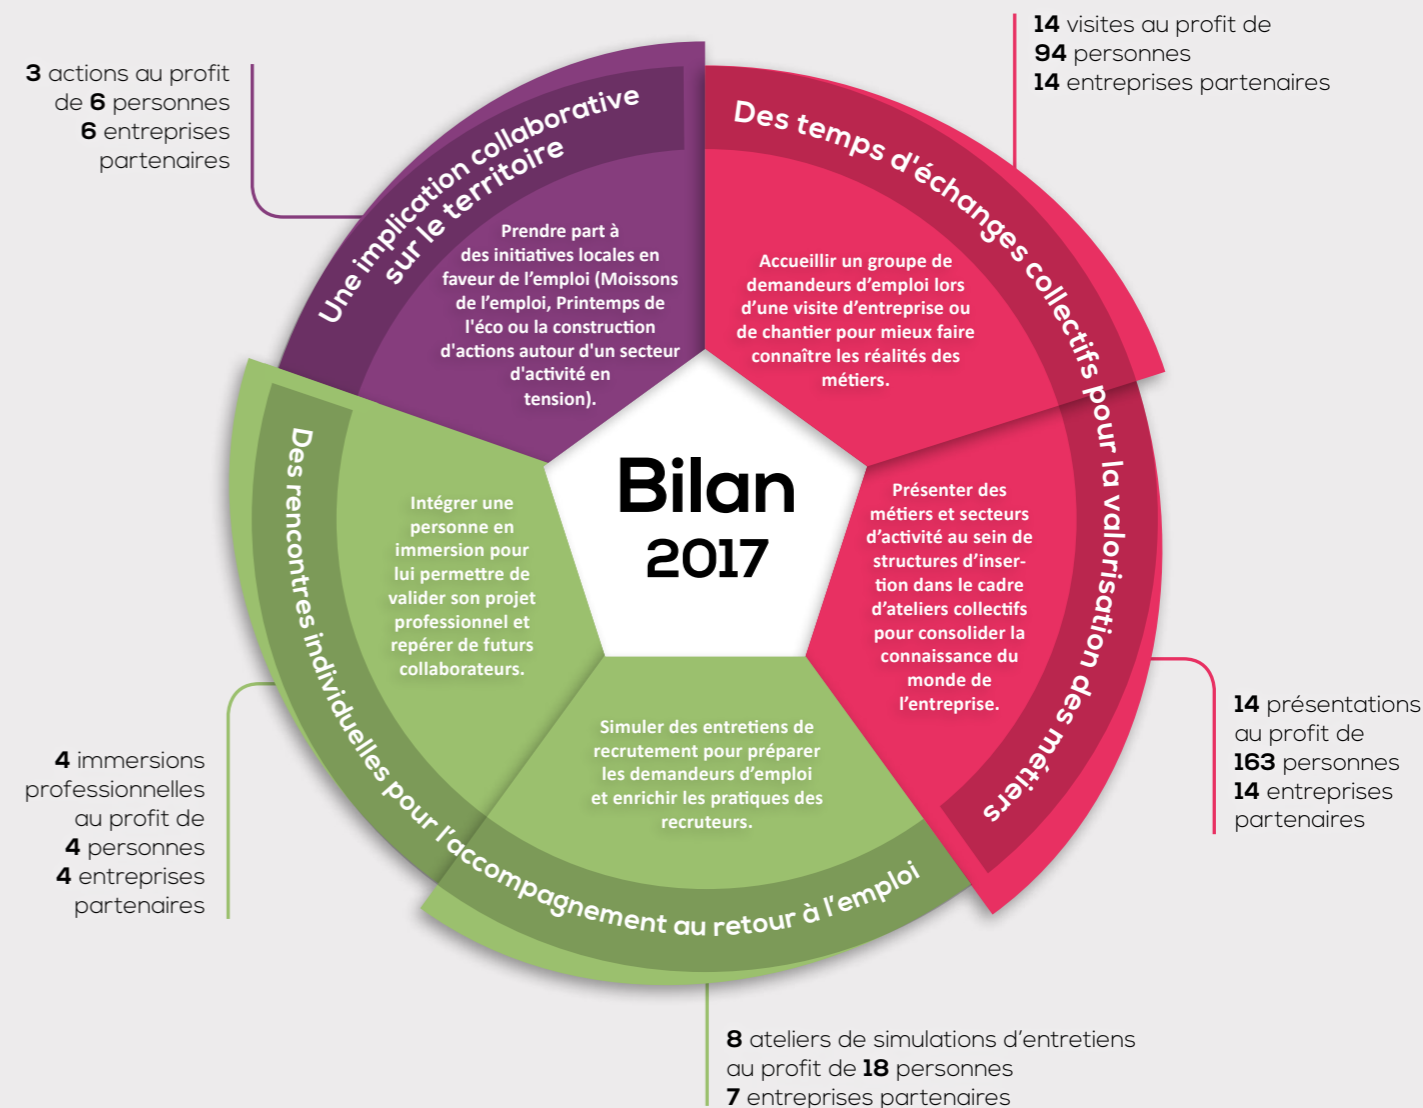 3 actions au profit
de 6 personnes
6 entreprises
partenaires
14 visites au profit de
94 personnes
14 entreprises partenaires
Une implication collaborative
sur le territoire
Des temps d'échanges collectifs pour la valorisation des métiers
Prendre part à
des initiatives locales en
faveur de l’emploi (Moissons
de l’emploi, Printemps de
l'éco ou la construction
d'actions autour d'un secteur
d'activité en
tension).
Accueillir un groupe de
demandeurs d’emploi lors
d’une visite d’entreprise ou
de chantier pour mieux faire
connaître les réalités des
métiers.
Bilan
2017
Des rencontres individuelles pour l’accompagnement au retour à l’emploi
Intégrer une
personne en
immersion pour
lui permettre de
valider son projet
professionnel et
repérer de futurs
collaborateurs.
Présenter des
métiers et secteurs
d’activité au sein de
structures d’inser-
tion dans le cadre
d’ateliers collectifs
pour consolider la
connaissance du
monde de
l’entreprise.
Simuler des entretiens de
recrutement pour préparer
les demandeurs d’emploi
et enrichir les pratiques des
recruteurs.
4 immersions
professionnelles
au profit de
4 personnes
4 entreprises
partenaires
14 présentations
au profit de
163 personnes
14 entreprises
partenaires
8 ateliers de simulations d’entretiens
au profit de 18 personnes
7 entreprises partenaires